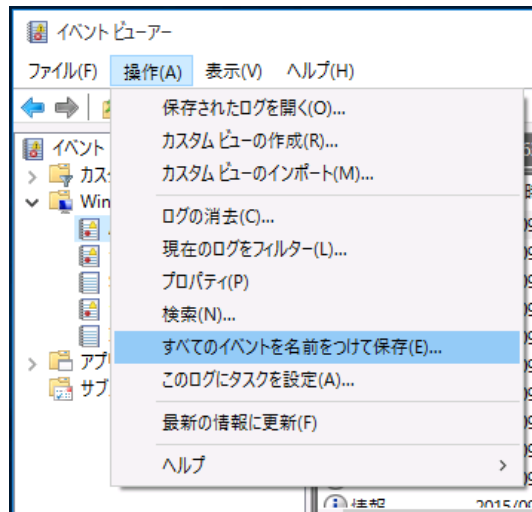 イベント ビューアー
ファイル(F) 操作(A) 表示(V) ヘルプ(H)
保存されたログを開く(O)...
イベント
カスタム ビューの作成(R)...
カスタム ビューのインポート(M)...
Win
ログの消去(C)...
現在のログをフィルター(L)...
プロパティ(P)
検索(N)...
すべてのイベントを名前をつけて保存(E)...
アプ
このログにタスクを設定(A)...
サブ
最新の情報に更新(F)
ヘルプ
情報 2015/09